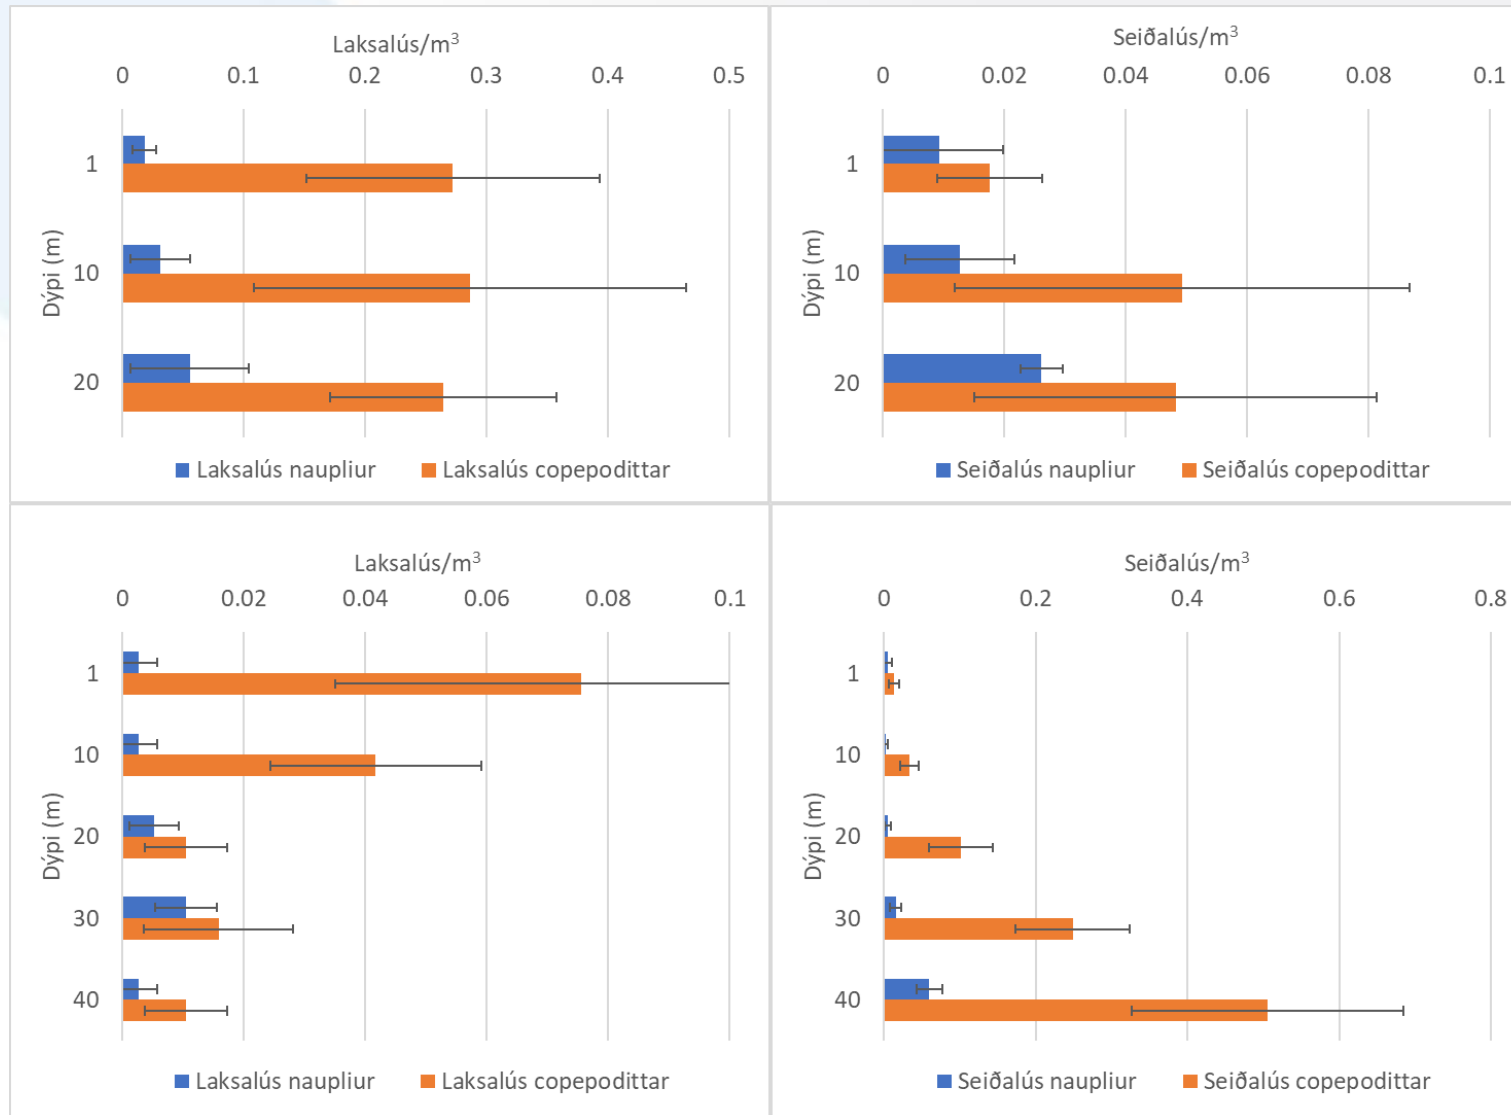 Laksalús/m³
0 0.1 0.2 0.3 0.4 0.5
Dýpi (m)
1
10
20
Laksalús naupliur Laksalús copepodittar
Seiðalús/m³
0 0.02 0.04 0.06 0.08 0.1
Dýpi (m)
1
10
20
Seiðalús naupliur Seiðalús copepodittar
Laksalús/m³
0 0.02 0.04 0.06 0.08 0.1
Dýpi (m)
1
10
20
30
40
Laksalús naupliur Laksalús copepodittar
Seiðalús/m³
0 0.2 0.4 0.6 0.8
Dýpi (m)
1
10
20
30
40
Seiðalús naupliur Seiðalús copepodittar